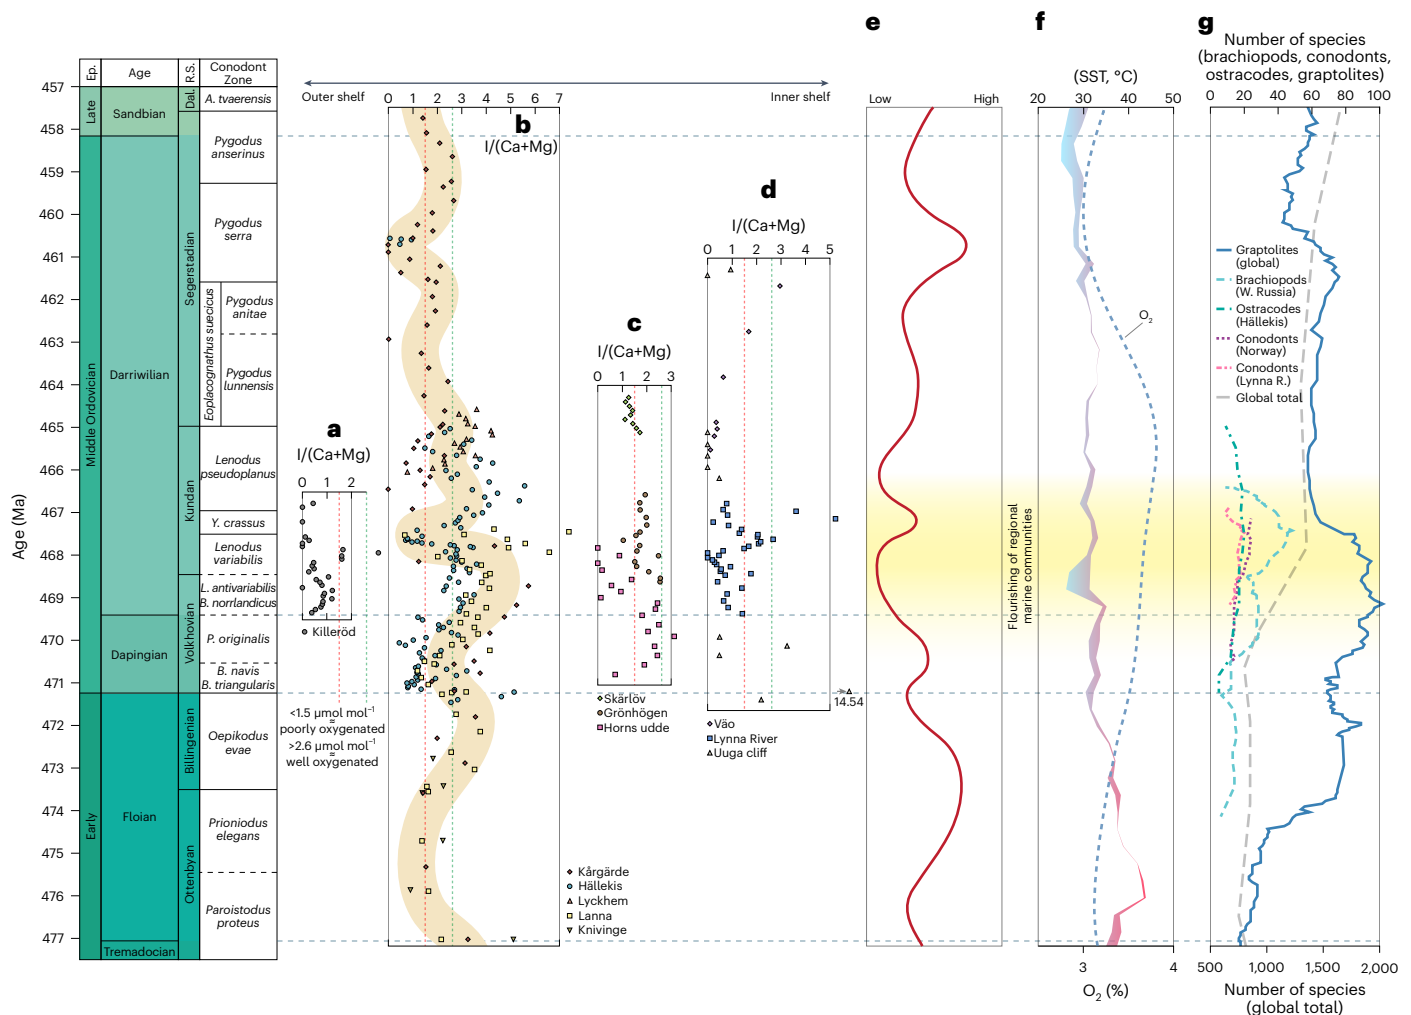 e
f
g
Number of species
(brachiopods, conodonts,
ostracodes, graptolites)
(SST, °C)
Ep.
Age
R.S.
Conodont
Zone
Outer shelf
Inner shelf
Low
High
20 30 40 50
0 20 40 60 80 100
457
458
459
460
461
462
463
464
465
466
467
468
469
470
471
472
473
474
475
476
477
Age (Ma)
Late
Middle Ordovician
Early
Sandbian
Darriwilian
Dapingian
Floian
Tremadocian
Dal.
Segerstadian
Kundan
Volkhovian
Billingenian
Ottenbyan
A. tvaerensis
Pygodus
anserinus
Pygodus
serra
Eoplacognathus suecicus
Pygodus
anitae
Pygodus
lunnensis
Lenodus
pseudoplanus
Y. crassus
Lenodus
variabilis
L. antivariabilis
B. norrlandicus
P. originalis
B. navis
B. triangularis
Oepikodus
evae
Prioniodus
elegans
Paroistodus
proteus
a
I/(Ca+Mg)
0 1 2
Killeröd
<1.5 µmol mol–1
≈
poorly oxygenated
>2.6 µmol mol–1
≈
well oxygenated
0 1 2 3 4 5 6 7
b
I/(Ca+Mg)
Kårgärde
Hällekis
Lyckhem
Lanna
Knivinge
c
I/(Ca+Mg)
0 1 2 3
Skärlöv
Grönhögen
Horns udde
d
I/(Ca+Mg)
0 1 2 3 4 5
14.54
Väo
Lynna River
Uuga cliff
Flourishing of regional
marine communities
O2
3 4
O2 (%)
Graptolites
(global)
Brachiopods
(W. Russia)
Ostracodes
(Hällekis)
Conodonts
(Norway)
Conodonts
(Lynna R.)
Global total
500 1,000 1,500 2,000
Number of species
(global total)